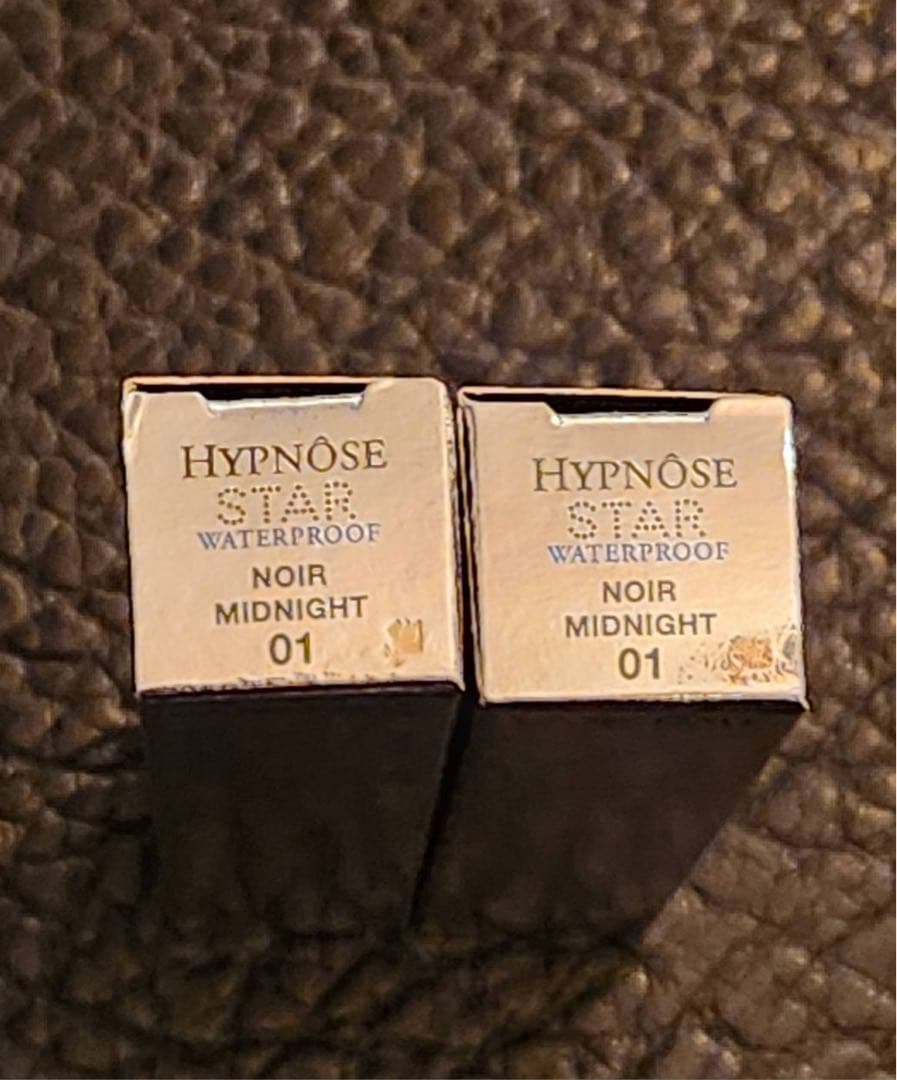 HYPNÔSE
STAR
WATERPROOF
NOIR
MIDNIGHT
01
HYPNÔSE
STAR
WATERPROOF
NOIR
MIDNIGHT
01